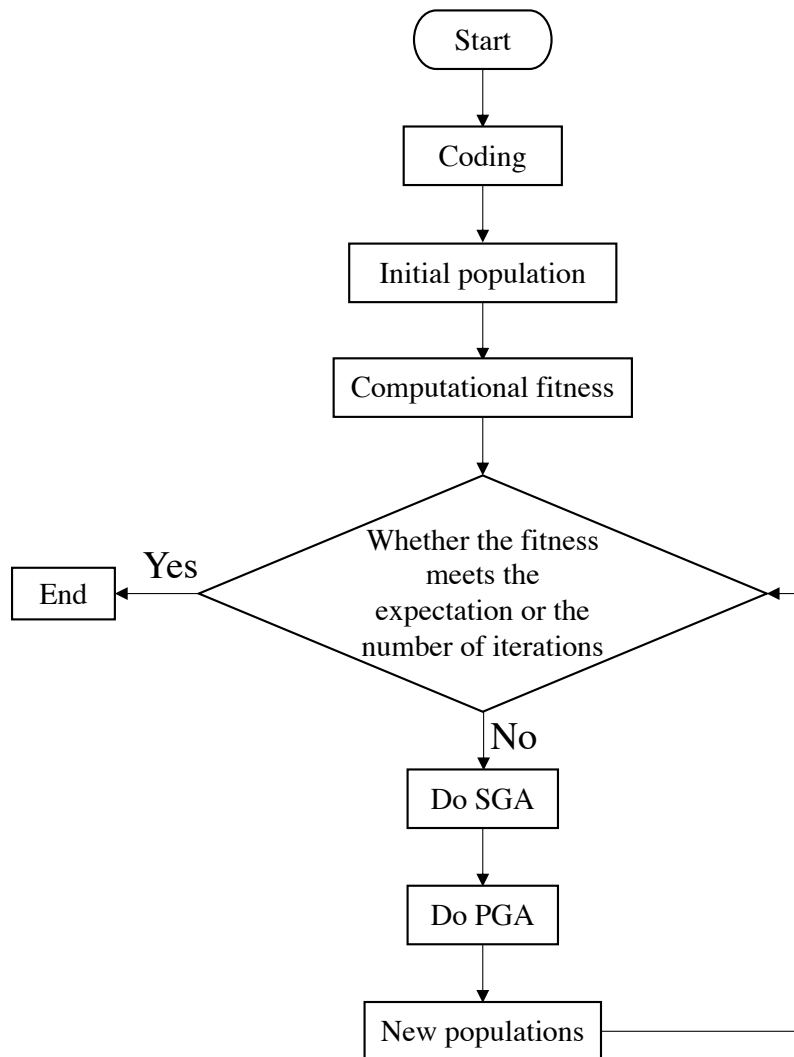 Start
Coding
Initial population
Computational fitness
Whether the fitness
meets the
expectation or the
number of iterations
Yes
End
No
Do SGA
Do PGA
New populations